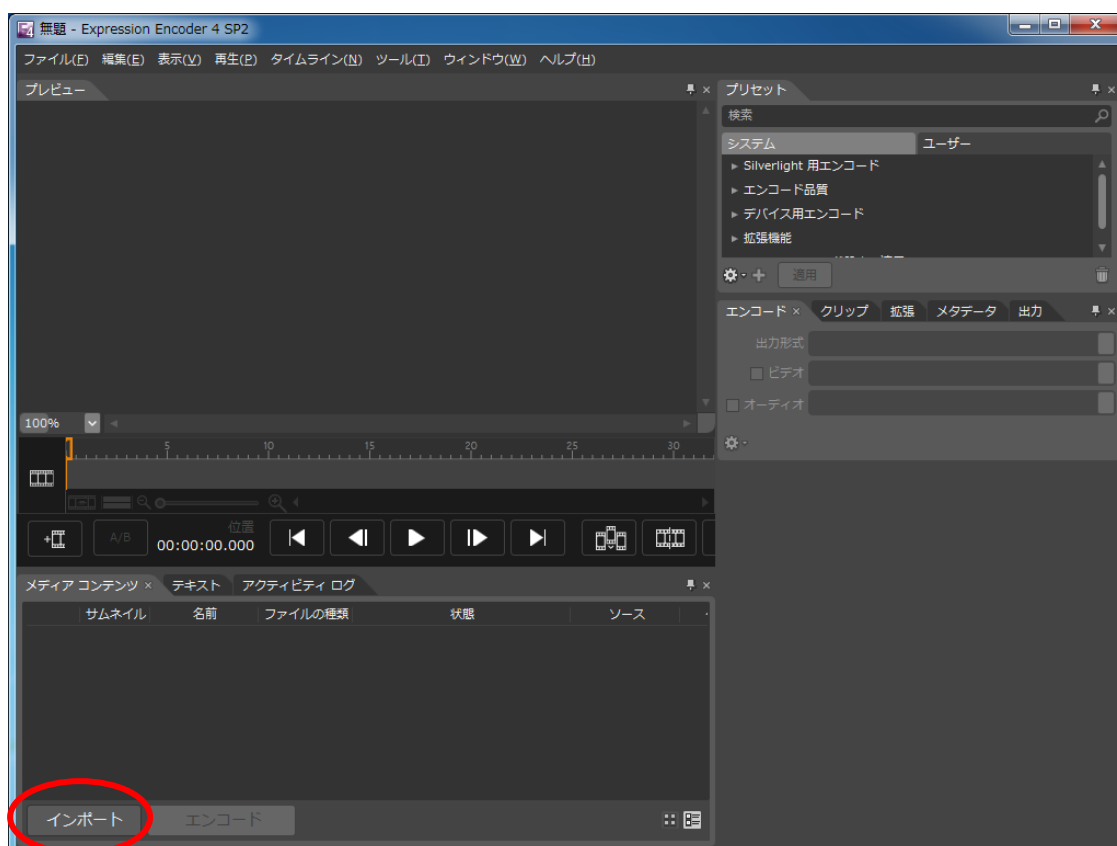 無題 - Expression Encoder 4 SP2
ファイル(F) 編集(E) 表示(V) 再生(P) タイムライン(N) ツール(T) ウィンドウ(W) ヘルプ(H)
プレビュー
100%
5 10 15 20 25 30
A/B
位置
00:00:00.000
メディア コンテンツ テキスト アクティビティ ログ
サムネイル 名前 ファイルの種類 状態 ソース
インポート エンコード
プリセット
検索
システム ユーザー
Silverlight 用エンコード
エンコード品質
デバイス用エンコード
拡張機能
適用
エンコード クリップ 拡張 メタデータ 出力
出力形式
ビデオ
オーディオ